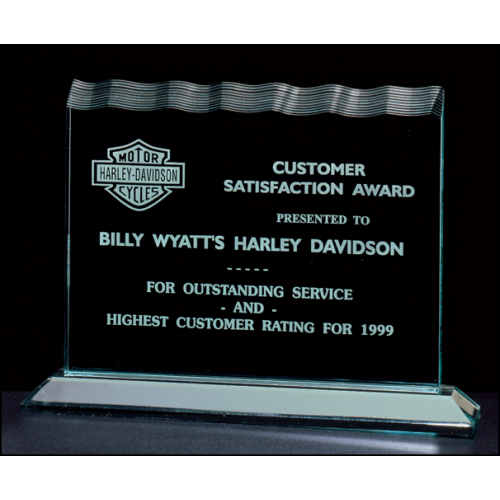 MOTOR
HARLEY-DAVIDSON
CYCLES
CUSTOMER
SATISFACTION AWARD
PRESENTED TO
BILLY WYATT'S HARLEY DAVIDSON
- - - - -
FOR OUTSTANDING SERVICE
- AND -
HIGHEST CUSTOMER RATING FOR 1999